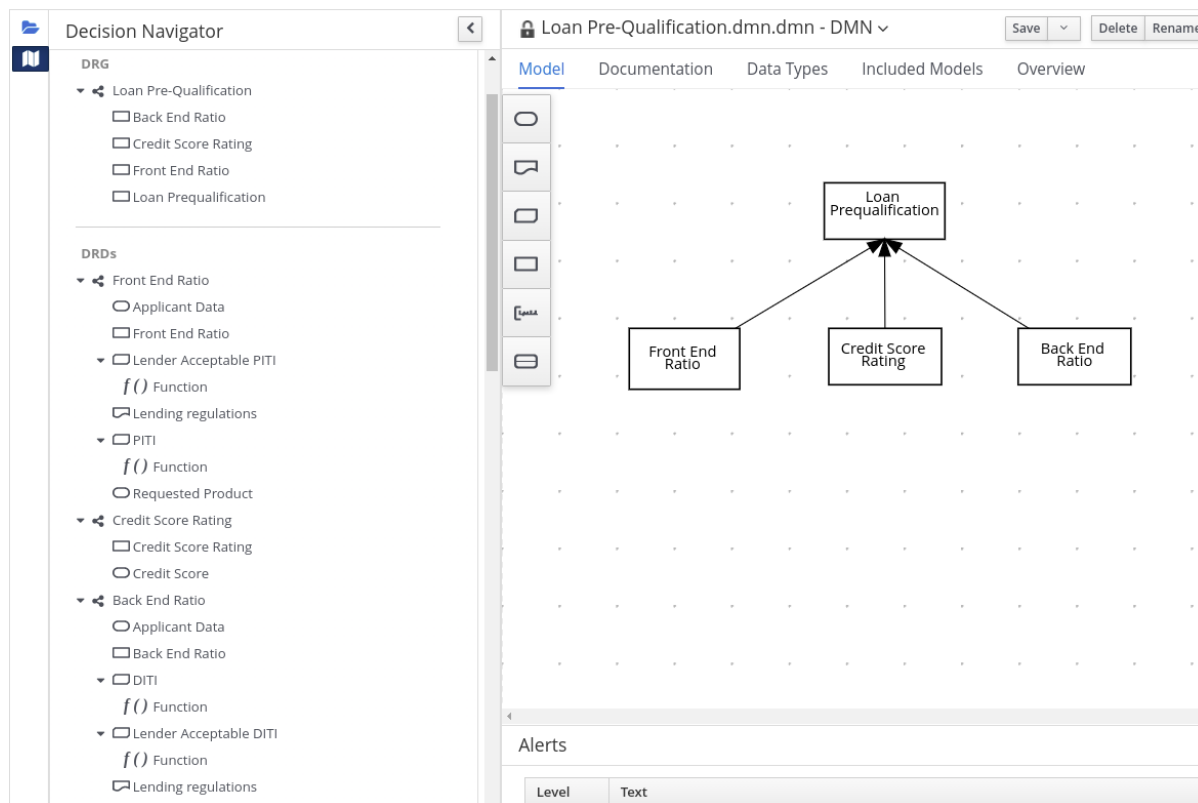 Decision Navigator
DRG
Loan Pre-Qualification
Back End Ratio
Credit Score Rating
Front End Ratio
Loan Prequalification
DRDs
Front End Ratio
Applicant Data
Front End Ratio
Lender Acceptable PITI
f ( ) Function
Lending regulations
PITI
f ( ) Function
Requested Product
Credit Score Rating
Credit Score Rating
Credit Score
Back End Ratio
Applicant Data
Back End Ratio
DITI
f ( ) Function
Lender Acceptable DITI
f ( ) Function
Lending regulations
Loan Pre-Qualification.dmn.dmn - DMN
Save Delete Rename
Model Documentation Data Types Included Models Overview
Loan
Prequalification
Front End
Ratio
Credit Score
Rating
Back End
Ratio
Alerts
Level Text